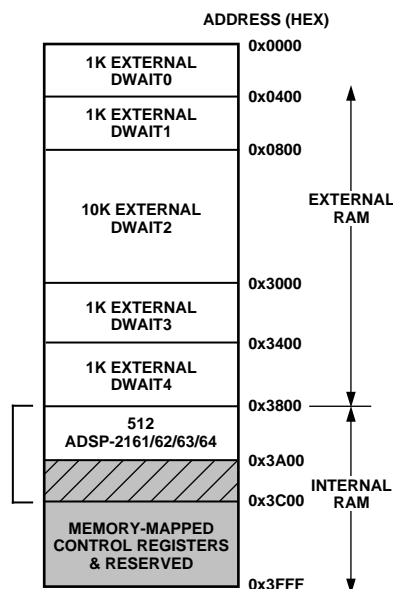 ADDRESS (HEX)
0x0000
1K EXTERNAL
DWAIT0
0x0400
1K EXTERNAL
DWAIT1
0x0800
10K EXTERNAL
DWAIT2
EXTERNAL
RAM
0x3000
1K EXTERNAL
DWAIT3
0x3400
1K EXTERNAL
DWAIT4
0x3800
512
ADSP-2161/62/63/64
0x3A00
INTERNAL
RAM
0x3C00
MEMORY-MAPPED
CONTROL REGISTERS
& RESERVED
0x3FFF